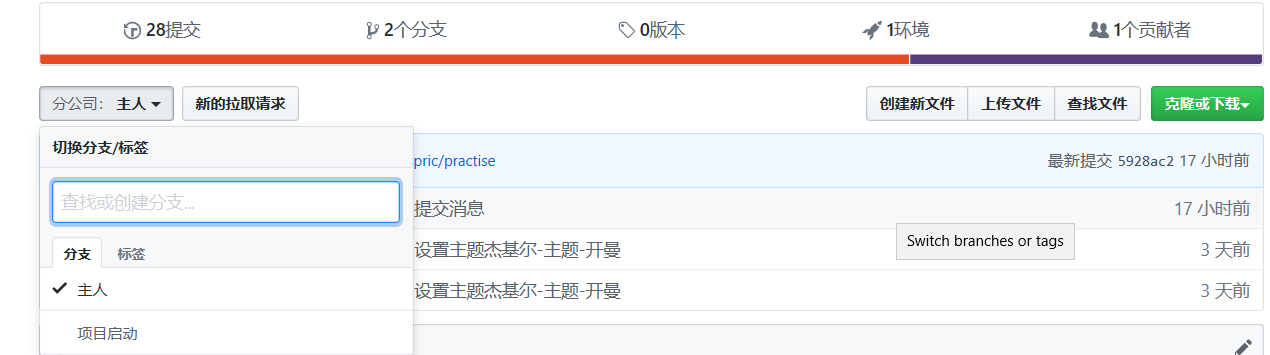 28提交 2个分支 0版本 1环境 1个贡献者
分公司： 主人 新的拉取请求 创建新文件 上传文件 查找文件 克隆或下载
切换分支/标签
pric/practise 最新提交 5928ac2 17 小时前
查找或创建分支...
提交消息 17 小时前
Switch branches or tags
分支 标签 设置主题杰基尔-主题-开曼 3 天前
主人 设置主题杰基尔-主题-开曼 3 天前
项目启动